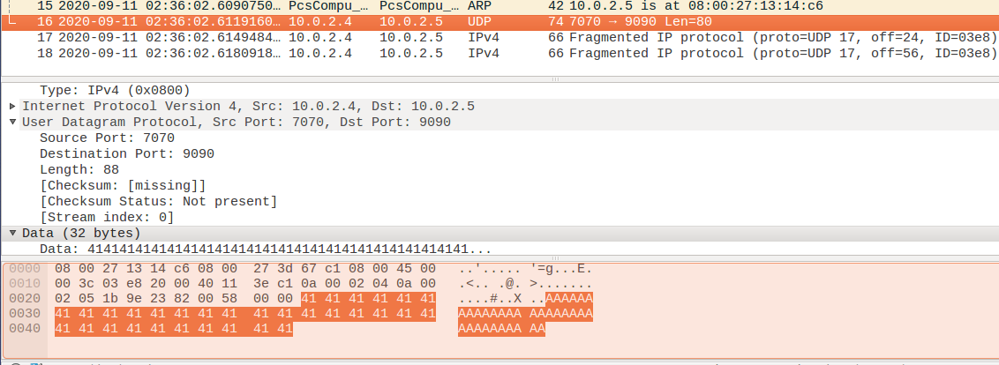 15 2020-09-11 02:36:02.6090750… PcsCompu_… PcsCompu_… ARP 42 10.0.2.5 is at 08:00:27:13:14:c6
16 2020-09-11 02:36:02.6119160… 10.0.2.4 10.0.2.5 UDP 74 7070 → 9090 Len=80
17 2020-09-11 02:36:02.6149484… 10.0.2.4 10.0.2.5 IPv4 66 Fragmented IP protocol (proto=UDP 17, off=24, ID=03e8)
18 2020-09-11 02:36:02.6180918… 10.0.2.4 10.0.2.5 IPv4 66 Fragmented IP protocol (proto=UDP 17, off=56, ID=03e8)
Type: IPv4 (0x0800)
Internet Protocol Version 4, Src: 10.0.2.4, Dst: 10.0.2.5
User Datagram Protocol, Src Port: 7070, Dst Port: 9090
Source Port: 7070
Destination Port: 9090
Length: 88
[Checksum: [missing]]
[Checksum Status: Not present]
[Stream index: 0]
Data (32 bytes)
Data: 414141414141414141414141414141414141414141414141…
0000 08 00 27 13 14 c6 08 00 27 3d 67 c1 08 00 45 00 ..'..... '=g...E.
0010 00 3c 03 e8 20 00 40 11 3e c1 0a 00 02 04 0a 00 .<.. .@. >.......
0020 02 05 1b 9e 23 82 00 58 00 00 41 41 41 41 41 41 ....#..X ..AAAAAA
0030 41 41 41 41 41 41 41 41 41 41 41 41 41 41 41 41 AAAAAAAA AAAAAAAA
0040 41 41 41 41 41 41 41 41 41 41 AAAAAAAA AA